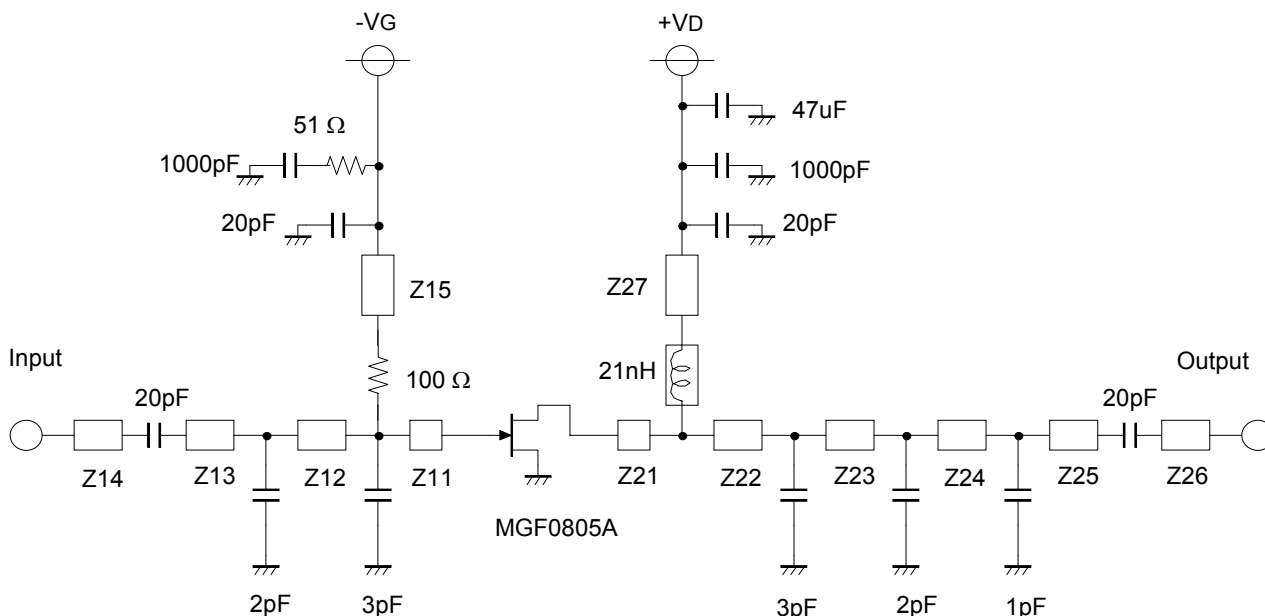 -VG
+VD
47uF
51 Ω
1000pF
1000pF
20pF
20pF
Z15
Z27
Input
21nH
Output
100 Ω
20pF
20pF
Z14
Z13
Z12
Z11
Z21
Z22
Z23
Z24
Z25
Z26
MGF0805A
2pF
3pF
3pF
2pF
1pF